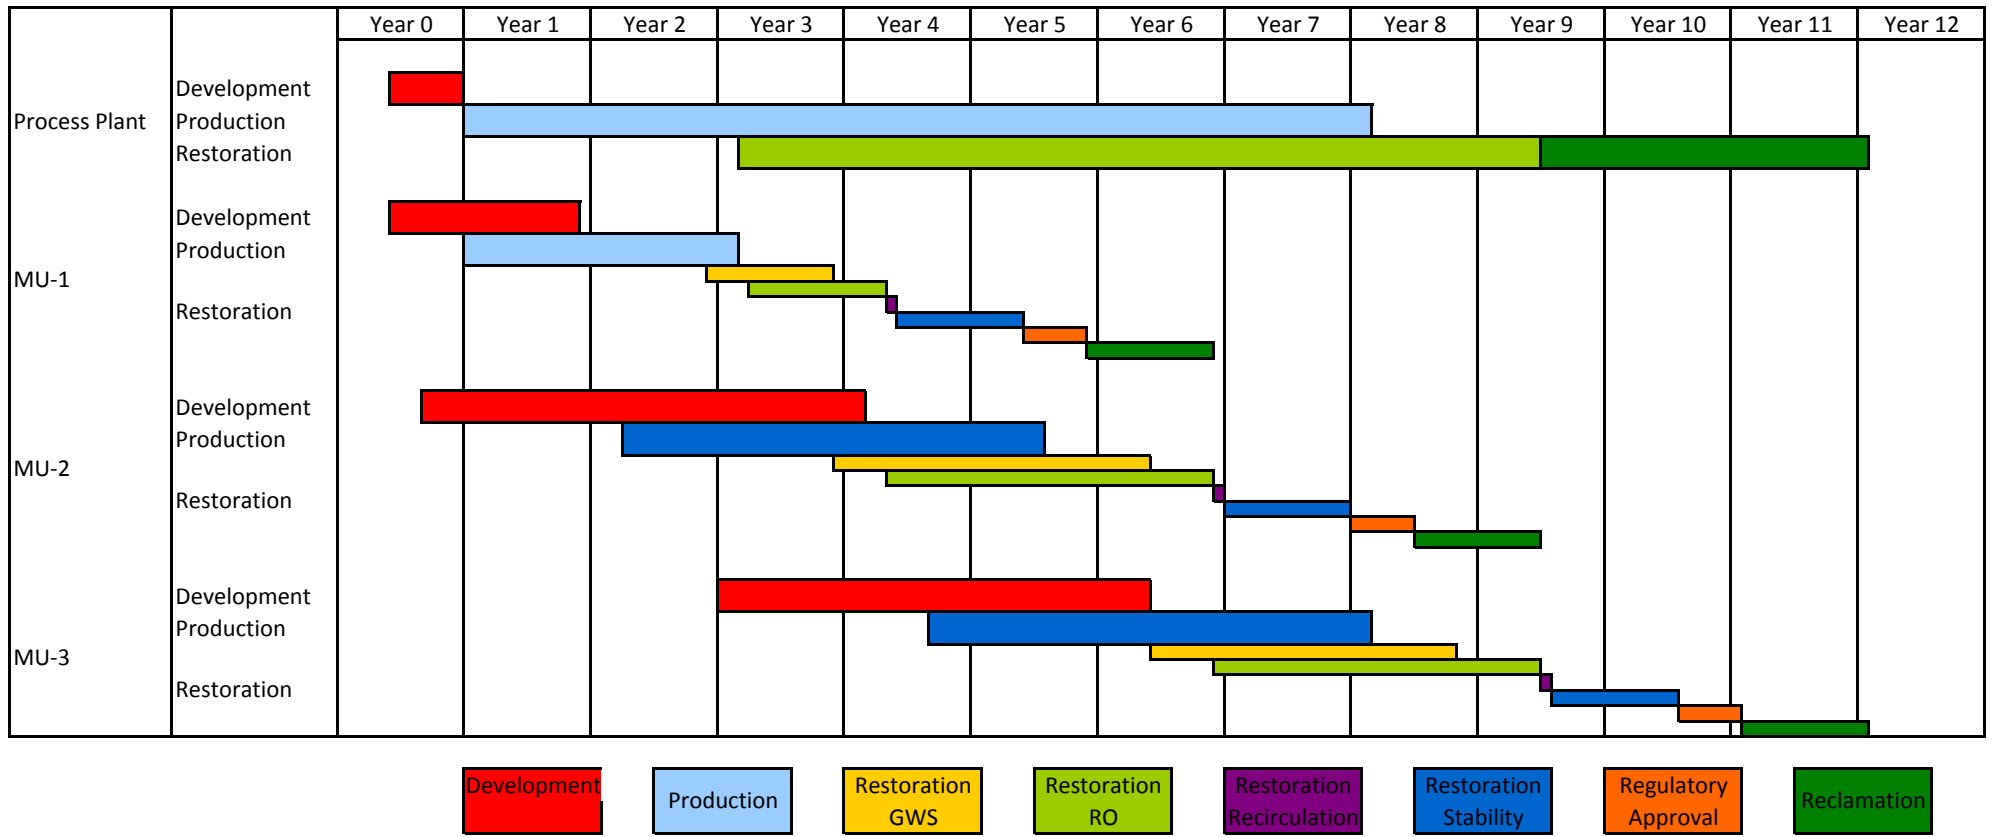 Year 0 Year 1 Year 2 Year 3 Year 4 Year 5 Year 6 Year 7 Year 8 Year 9 Year 10 Year 11 Year 12
Process Plant
Development
Production
Restoration
MU-1
Development
Production
Restoration
MU-2
Development
Production
Restoration
MU-3
Development
Production
Restoration
Development
Production
Restoration
GWS
Restoration
RO
Restoration
Recirculation
Restoration
Stability
Regulatory
Approval
Reclamation